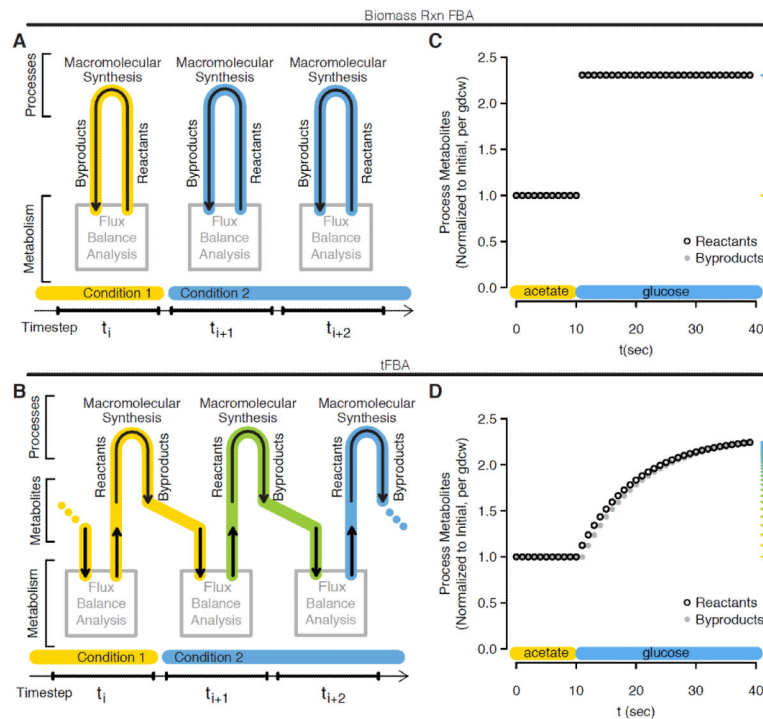 Biomass Rxn FBA
A
Processes
Metabolism
Macromolecular
Synthesis
Macromolecular
Synthesis
Macromolecular
Synthesis
Byproducts
Reactants
Byproducts
Reactants
Byproducts
Reactants
Flux
Balance
Analysis
Flux
Balance
Analysis
Flux
Balance
Analysis
Condition 1
Condition 2
Timestep
ti
ti+1
ti+2
C
Process Metabolites
(Normalized to Initial, per gdcw)
2.5
2.0
1.5
1.0
0.5
0.0
Reactants
Byproducts
acetate
glucose
0 10 20 30 40
t(sec)
tFBA
B
Processes
Metabolites
Metabolism
Macromolecular
Synthesis
Macromolecular
Synthesis
Macromolecular
Synthesis
Reactants
Byproducts
Reactants
Byproducts
Reactants
Byproducts
Flux
Balance
Analysis
Flux
Balance
Analysis
Flux
Balance
Analysis
Condition 1
Condition 2
Timestep
ti
ti+1
ti+2
D
Process Metabolites
(Normalized to Initial, per gdcw)
2.5
2.0
1.5
1.0
0.5
0.0
Reactants
Byproducts
acetate
glucose
0 10 20 30 40
t (sec)